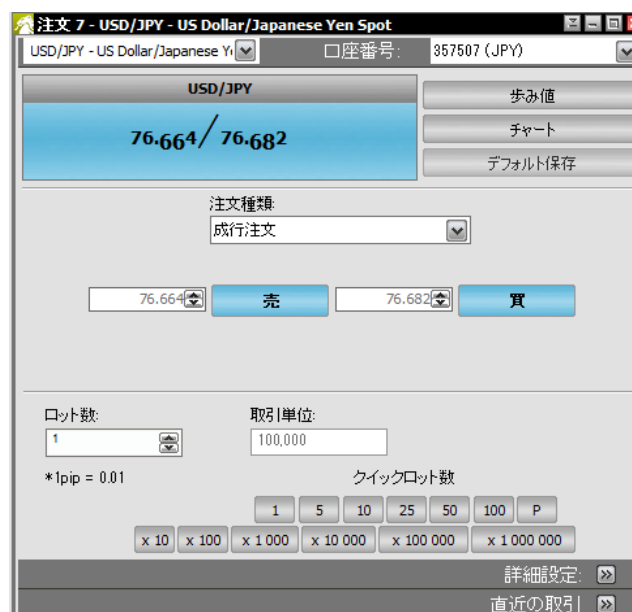 注文 7 - USD/JPY - US Dollar/Japanese Yen Spot
USD/JPY - US Dollar/Japanese Y 口座番号: 357507 (JPY)
USD/JPY
76.664/76.682
歩み値
チャート
デフォルト保存
注文種類:
成行注文
76.664 売 76.682 買
ロット数: 取引単位:
1 100,000
*1pip = 0.01 クイックロット数
1 5 10 25 50 100 P
x 10 x 100 x 1 000 x 10 000 x 100 000 x 1 000 000
詳細設定:
直近の取引